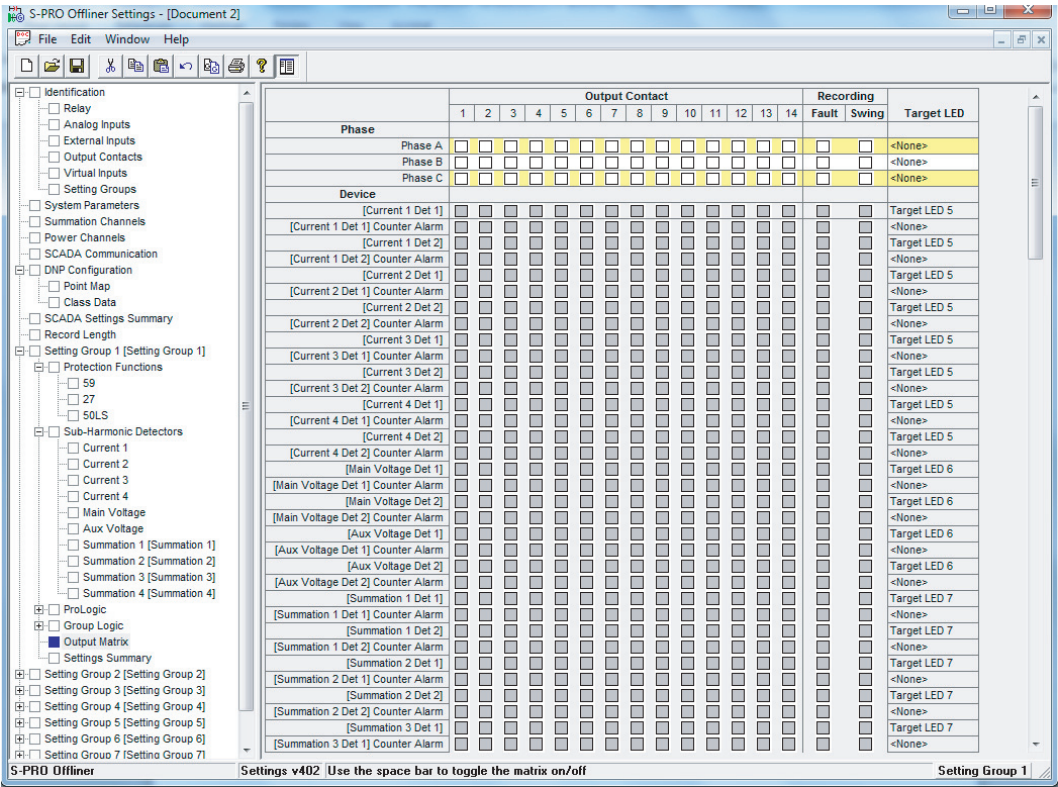 S-PRO Offliner Settings - [Document 2]
File Edit Window Help
Identification
Relay
Analog Inputs
External Inputs
Output Contacts
Virtual Inputs
Setting Groups
System Parameters
Summation Channels
Power Channels
SCADA Communication
DNP Configuration
Point Map
Class Data
SCADA Settings Summary
Record Length
Setting Group 1 [Setting Group 1]
Protection Functions
59
27
50LS
Sub-Harmonic Detectors
Current 1
Current 2
Current 3
Current 4
Main Voltage
Aux Voltage
Summation 1 [Summation 1]
Summation 2 [Summation 2]
Summation 3 [Summation 3]
Summation 4 [Summation 4]
ProLogic
Group Logic
Output Matrix
Settings Summary
Setting Group 2 [Setting Group 2]
Setting Group 3 [Setting Group 3]
Setting Group 4 [Setting Group 4]
Setting Group 5 [Setting Group 5]
Setting Group 6 [Setting Group 6]
Setting Group 7 [Setting Group 7]
Output Contact Recording
1 2 3 4 5 6 7 8 9 10 11 12 13 14 Fault Swing Target LED
Phase
Phase A <None>
Phase B <None>
Phase C <None>
Device
[Current 1 Det 1] Target LED 5
[Current 1 Det 1] Counter Alarm <None>
[Current 1 Det 2] Target LED 5
[Current 1 Det 2] Counter Alarm <None>
[Current 2 Det 1] Target LED 5
[Current 2 Det 1] Counter Alarm <None>
[Current 2 Det 2] Target LED 5
[Current 2 Det 2] Counter Alarm <None>
[Current 3 Det 1] Target LED 5
[Current 3 Det 1] Counter Alarm <None>
[Current 3 Det 2] Target LED 5
[Current 3 Det 2] Counter Alarm <None>
[Current 4 Det 1] Target LED 5
[Current 4 Det 1] Counter Alarm <None>
[Current 4 Det 2] Target LED 5
[Current 4 Det 2] Counter Alarm <None>
[Main Voltage Det 1] Target LED 6
[Main Voltage Det 1] Counter Alarm <None>
[Main Voltage Det 2] Target LED 6
[Main Voltage Det 2] Counter Alarm <None>
[Aux Voltage Det 1] Target LED 6
[Aux Voltage Det 1] Counter Alarm <None>
[Aux Voltage Det 2] Target LED 6
[Aux Voltage Det 2] Counter Alarm <None>
[Summation 1 Det 1] Target LED 7
[Summation 1 Det 1] Counter Alarm <None>
[Summation 1 Det 2] Target LED 7
[Summation 1 Det 2] Counter Alarm <None>
[Summation 2 Det 1] Target LED 7
[Summation 2 Det 1] Counter Alarm <None>
[Summation 2 Det 2] Target LED 7
[Summation 2 Det 2] Counter Alarm <None>
[Summation 3 Det 1] Target LED 7
[Summation 3 Det 1] Counter Alarm <None>
S-PRO Offliner Settings v402 Use the space bar to toggle the matrix on/off Setting Group 1